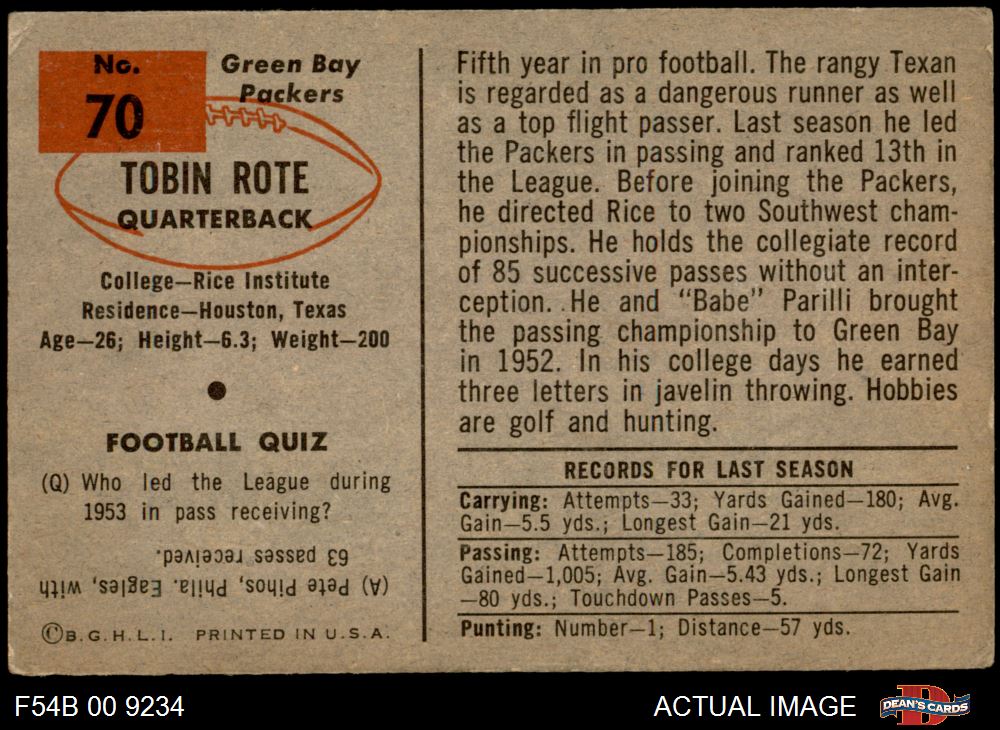 No.
70
Green Bay
Packers
TOBIN ROTE
QUARTERBACK
College—Rice Institute
Residence—Houston, Texas
Age—26; Height—6.3; Weight—200
FOOTBALL QUIZ
(Q) Who led the League during
1953 in pass receiving?
(A) Pete Pihos, Phila. Eagles, with
63 passes received.
©B.G.H.L.I. PRINTED IN U.S.A.
Fifth year in pro football. The rangy Texan
is regarded as a dangerous runner as well
as a top flight passer. Last season he led
the Packers in passing and ranked 13th in
the League. Before joining the Packers,
he directed Rice to two Southwest cham-
pionships. He holds the collegiate record
of 85 successive passes without an inter-
ception. He and "Babe" Parilli brought
the passing championship to Green Bay
in 1952. In his college days he earned
three letters in javelin throwing. Hobbies
are golf and hunting.
RECORDS FOR LAST SEASON
Carrying: Attempts—33; Yards Gained—180; Avg.
Gain—5.5 yds.; Longest Gain—21 yds.
Passing: Attempts—185; Completions—72; Yards
Gained—1,005; Avg. Gain—5.43 yds.; Longest Gain
—80 yds.; Touchdown Passes—5.
Punting: Number—1; Distance—57 yds.
F54B 00 9234
ACTUAL IMAGE
D
DEAN'S CARDS